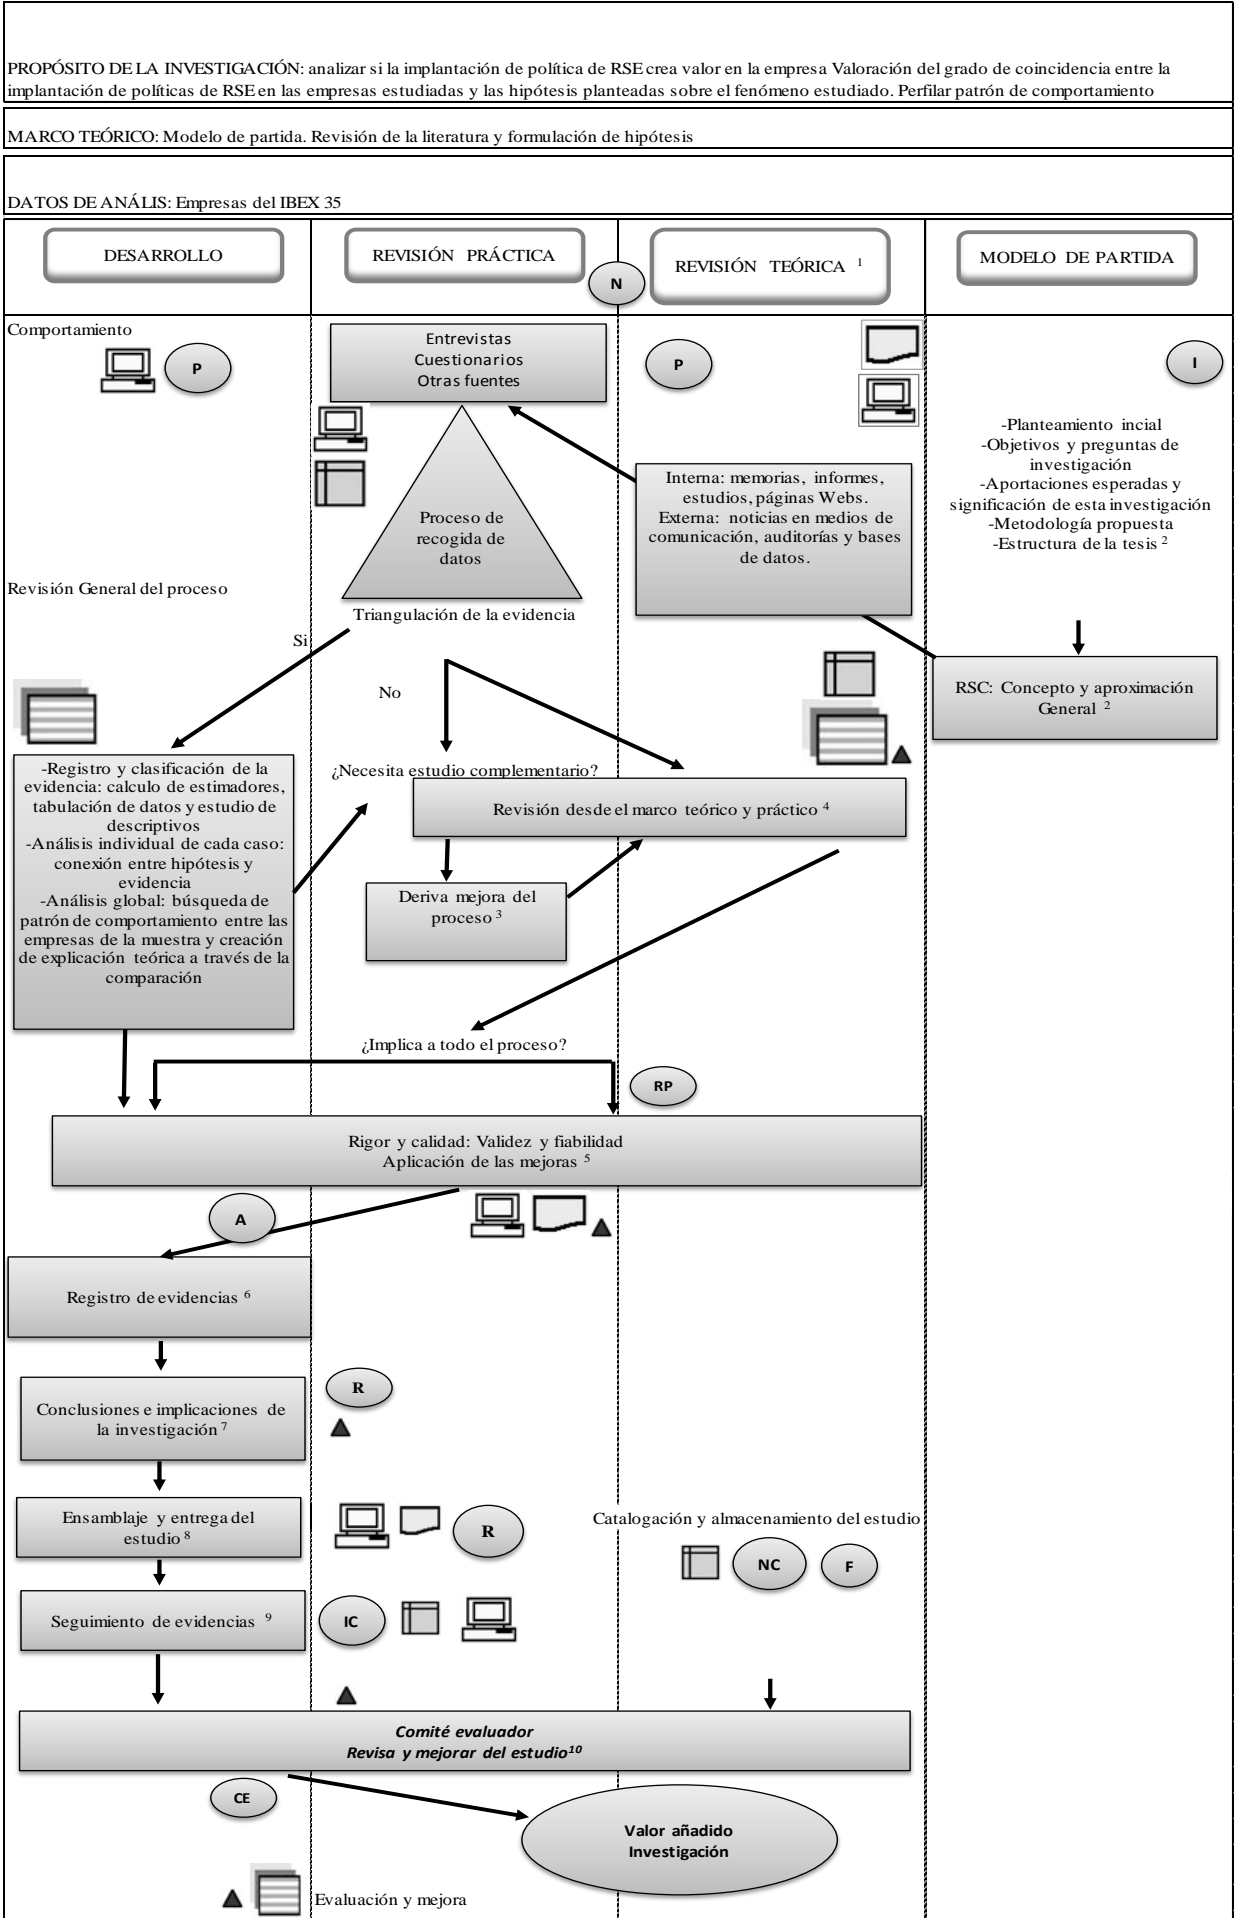 PROPÓSITO DE LA INVESTIGACIÓN: analizar si la implantación de política de RSE crea valor en la empresa Valoración del grado de coincidencia entre la
implantación de políticas de RSE en las empresas estudiadas y las hipótesis planteadas sobre el fenómeno estudiado. Perfilar patrón de comportamiento
MARCO TEÓRICO: Modelo de partida. Revisión de la literatura y formulación de hipótesis
DATOS DE ANÁLIS: Empresas del IBEX 35
DESARROLLO
REVISIÓN PRÁCTICA
N
REVISIÓN TEÓRICA 1
MODELO DE PARTIDA
Comportamiento
P
Entrevistas
Cuestionarios
Otras fuentes
P
I
-Planteamiento incial
-Objetivos y preguntas de
investigación
-Aportaciones esperadas y
significación de esta investigación
-Metodología propuesta
-Estructura de la tesis 2
Interna: memorias, informes,
estudios, páginas Webs.
Externa: noticias en medios de
comunicación, auditorías y bases
de datos.
Proceso de
recogida de
datos
Revisión General del proceso
Triangulación de la evidencia
Si
No
RSC: Concepto y aproximación
General 2
¿Necesita estudio complementario?
-Registro y clasificación de la
evidencia: calculo de estimadores,
tabulación de datos y estudio de
descriptivos
-Análisis individual de cada caso:
conexión entre hipótesis y
evidencia
-Análisis global: búsqueda de
patrón de comportamiento entre las
empresas de la muestra y creación
de explicación teórica a través de la
comparación
Revisión desde el marco teórico y práctico 4
Deriva mejora del
proceso 3
¿Implica a todo el proceso?
RP
Rigor y calidad: Validez y fiabilidad
Aplicación de las mejoras 5
A
Registro de evidencias 6
Conclusiones e implicaciones de
la investigación 7
R
Ensamblaje y entrega del
estudio 8
R
Catalogación y almacenamiento del estudio
NC
F
Seguimiento de evidencias 9
IC
Comité evaluador
Revisa y mejorar del estudio10
CE
Valor añadido
Investigación
Evaluación y mejora